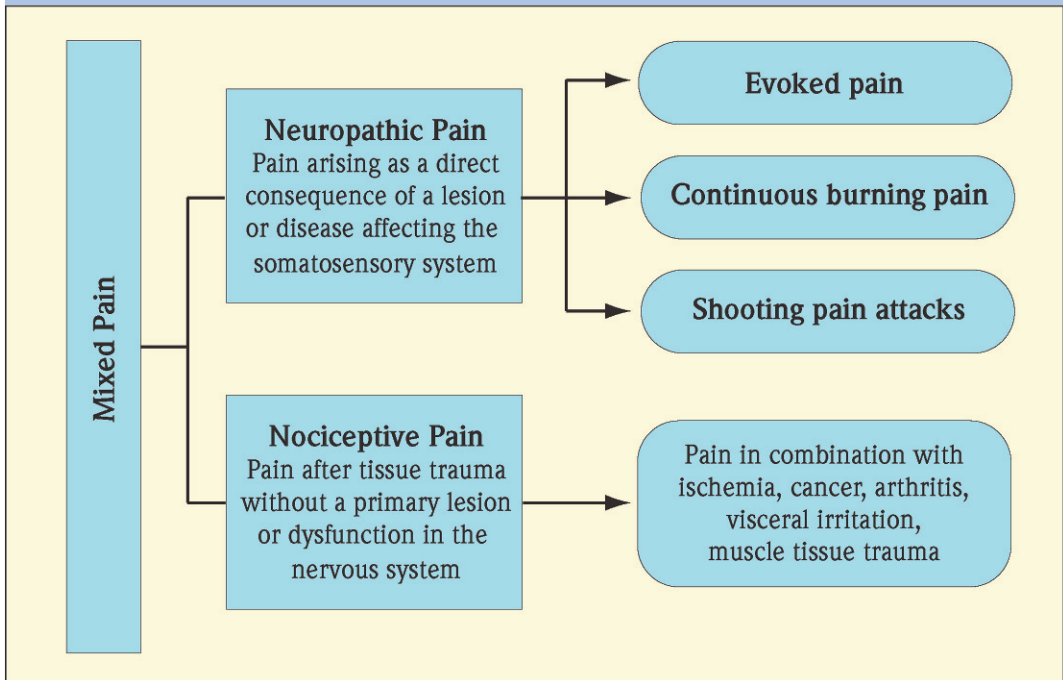 Mixed Pain
Neuropathic Pain
Pain arising as a direct
consequence of a lesion
or disease affecting the
somatosensory system
Evoked pain
Continuous burning pain
Shooting pain attacks
Nociceptive Pain
Pain after tissue trauma
without a primary lesion
or dysfunction in the
nervous system
Pain in combination with
ischemia, cancer, arthritis,
visceral irritation,
muscle tissue trauma